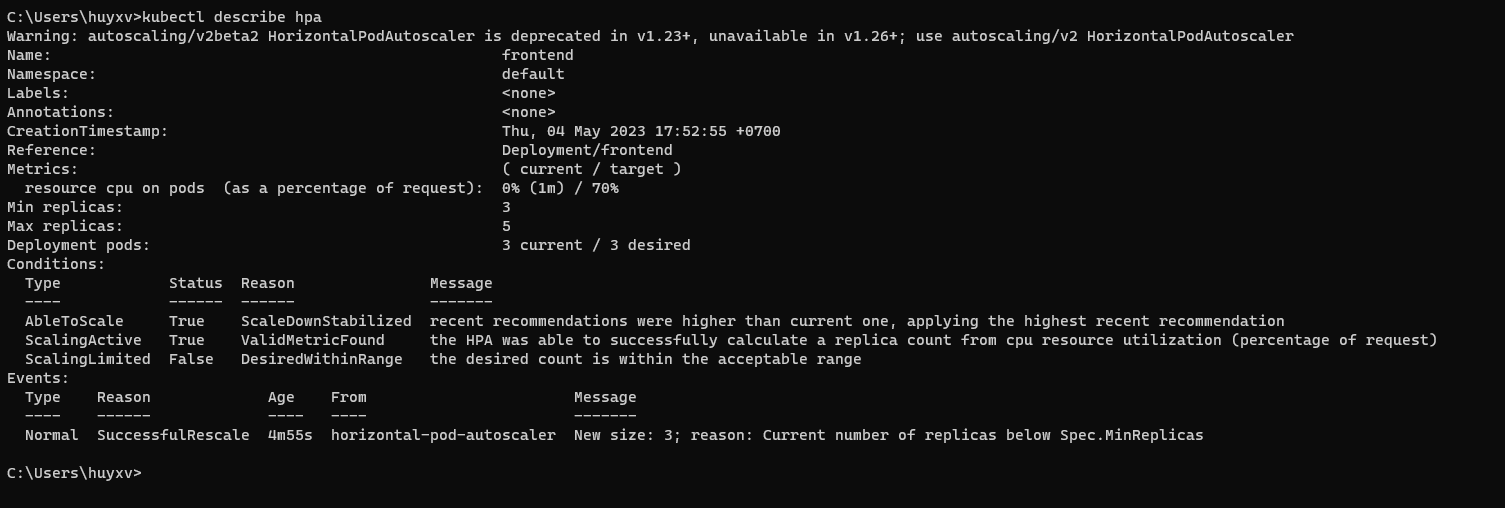 C:\Users\huyxv>kubectl describe hpa
Warning: autoscaling/v2beta2 HorizontalPodAutoscaler is deprecated in v1.23+, unavailable in v1.26+; use autoscaling/v2 HorizontalPodAutoscaler
Name:                                                  frontend
Namespace:                                             default
Labels:                                                <none>
Annotations:                                           <none>
CreationTimestamp:                                     Thu, 04 May 2023 17:52:55 +0700
Reference:                                             Deployment/frontend
Metrics:                                               ( current / target )
  resource cpu on pods  (as a percentage of request):  0% (1m) / 70%
Min replicas:                                          3
Max replicas:                                          5
Deployment pods:                                       3 current / 3 desired
Conditions:
  Type            Status  Reason               Message
  ----            ------  ------               -------
  AbleToScale     True    ScaleDownStabilized  recent recommendations were higher than current one, applying the highest recent recommendation
  ScalingActive   True    ValidMetricFound     the HPA was able to successfully calculate a replica count from cpu resource utilization (percentage of request)
  ScalingLimited  False   DesiredWithinRange   the desired count is within the acceptable range
Events:
  Type    Reason             Age    From                       Message
  ----    ------             ----   ----                       -------
  Normal  SuccessfulRescale  4m55s  horizontal-pod-autoscaler  New size: 3; reason: Current number of replicas below Spec.MinReplicas
C:\Users\huyxv>